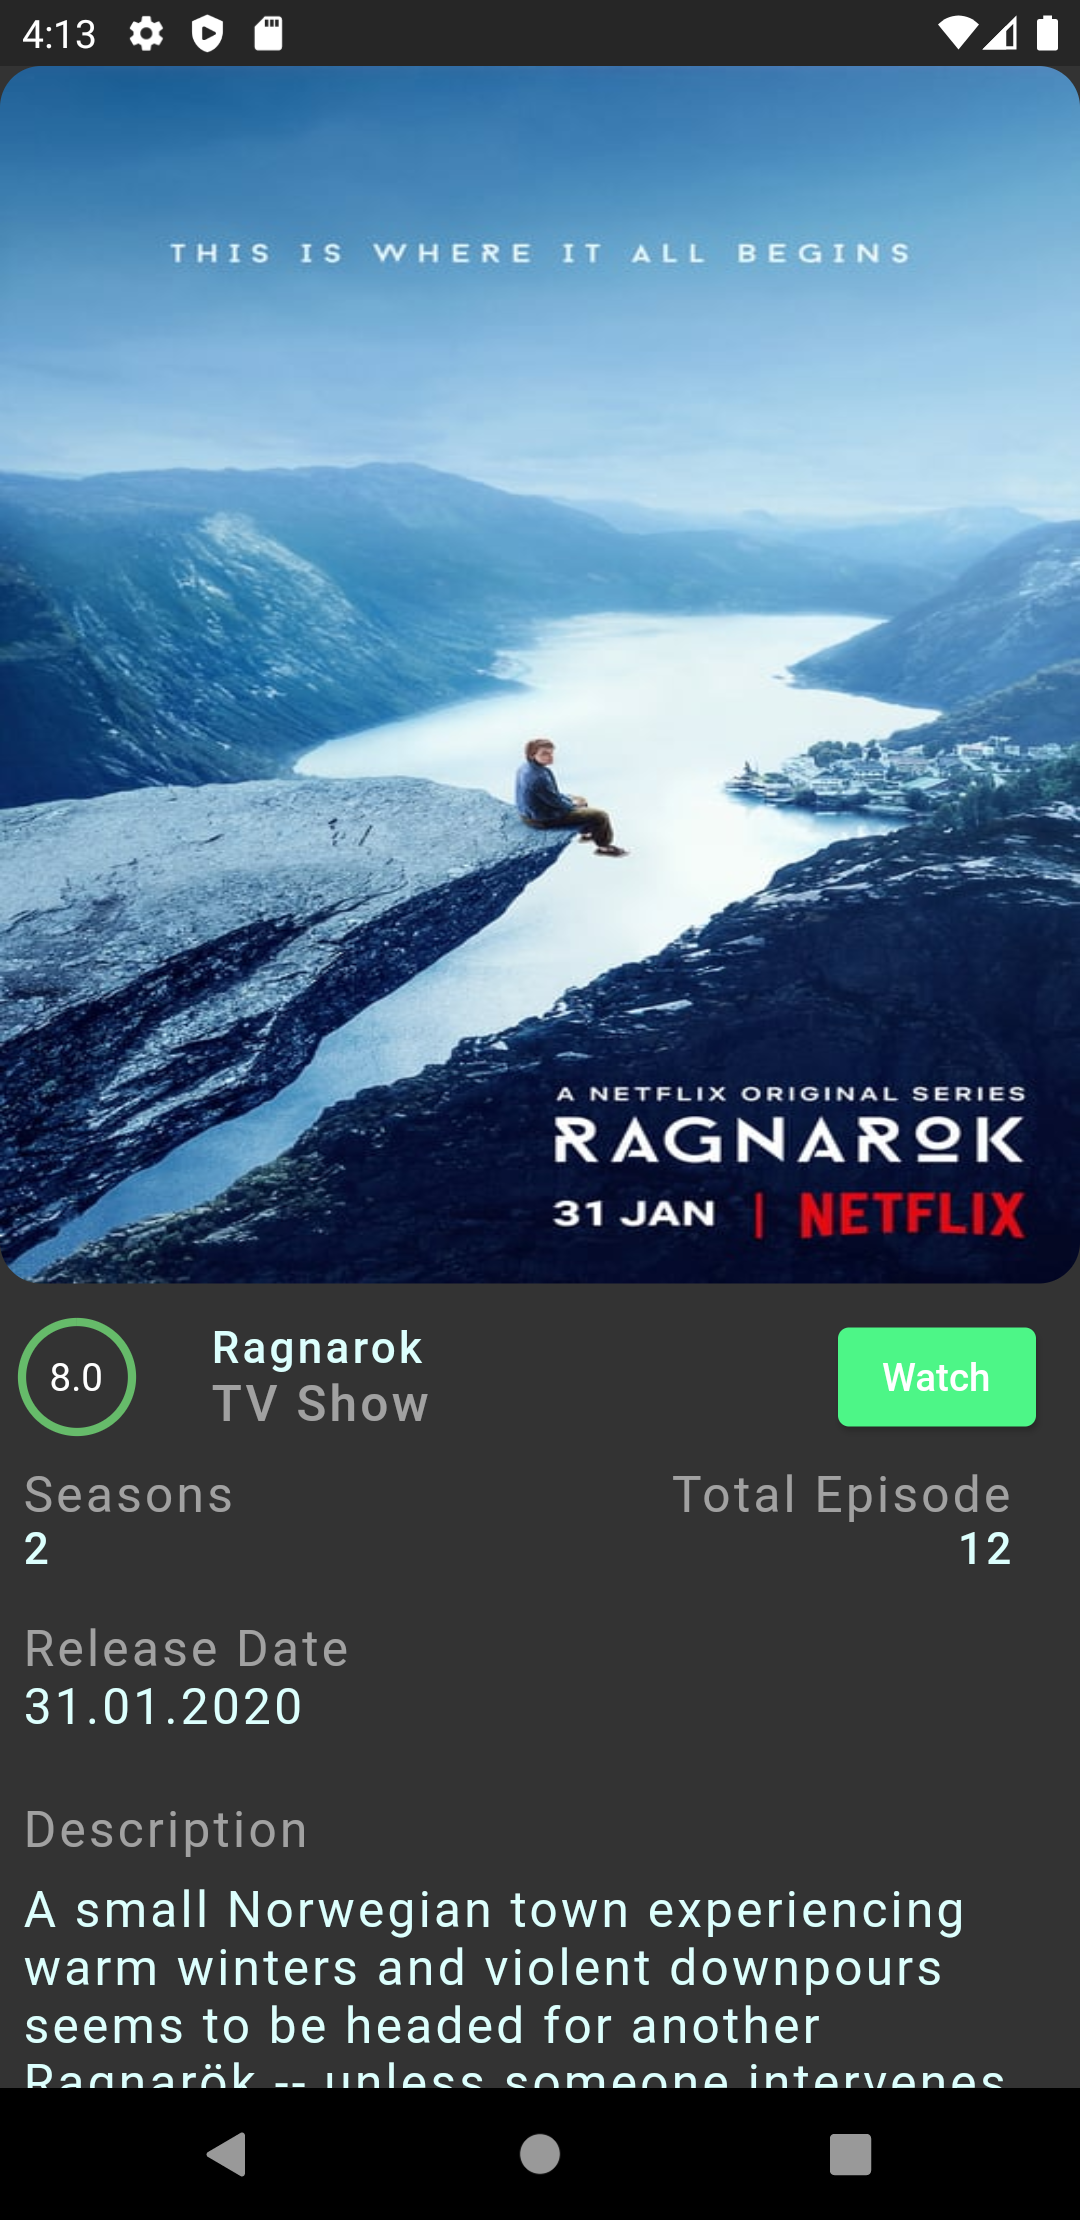 4:13
THIS IS WHERE IT ALL BEGINS
A NETFLIX ORIGINAL SERIES
RAGNAROK
31 JAN | NETFLIX
8.0
Ragnarok
TV Show
Watch
Seasons
2
Total Episode
12
Release Date
31.01.2020
Description
A small Norwegian town experiencing
warm winters and violent downpours
seems to be headed for another
Ragnarök -- unless someone intervenes